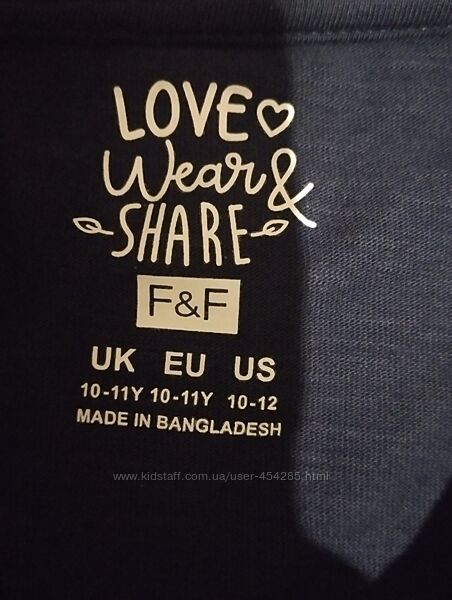 LOVE
Wear &
SHARE
F&F
UK EU US
10-11Y 10-11Y 10-12
MADE IN BANGLADESH
www.kidstaff.com.ua/user-454285.html